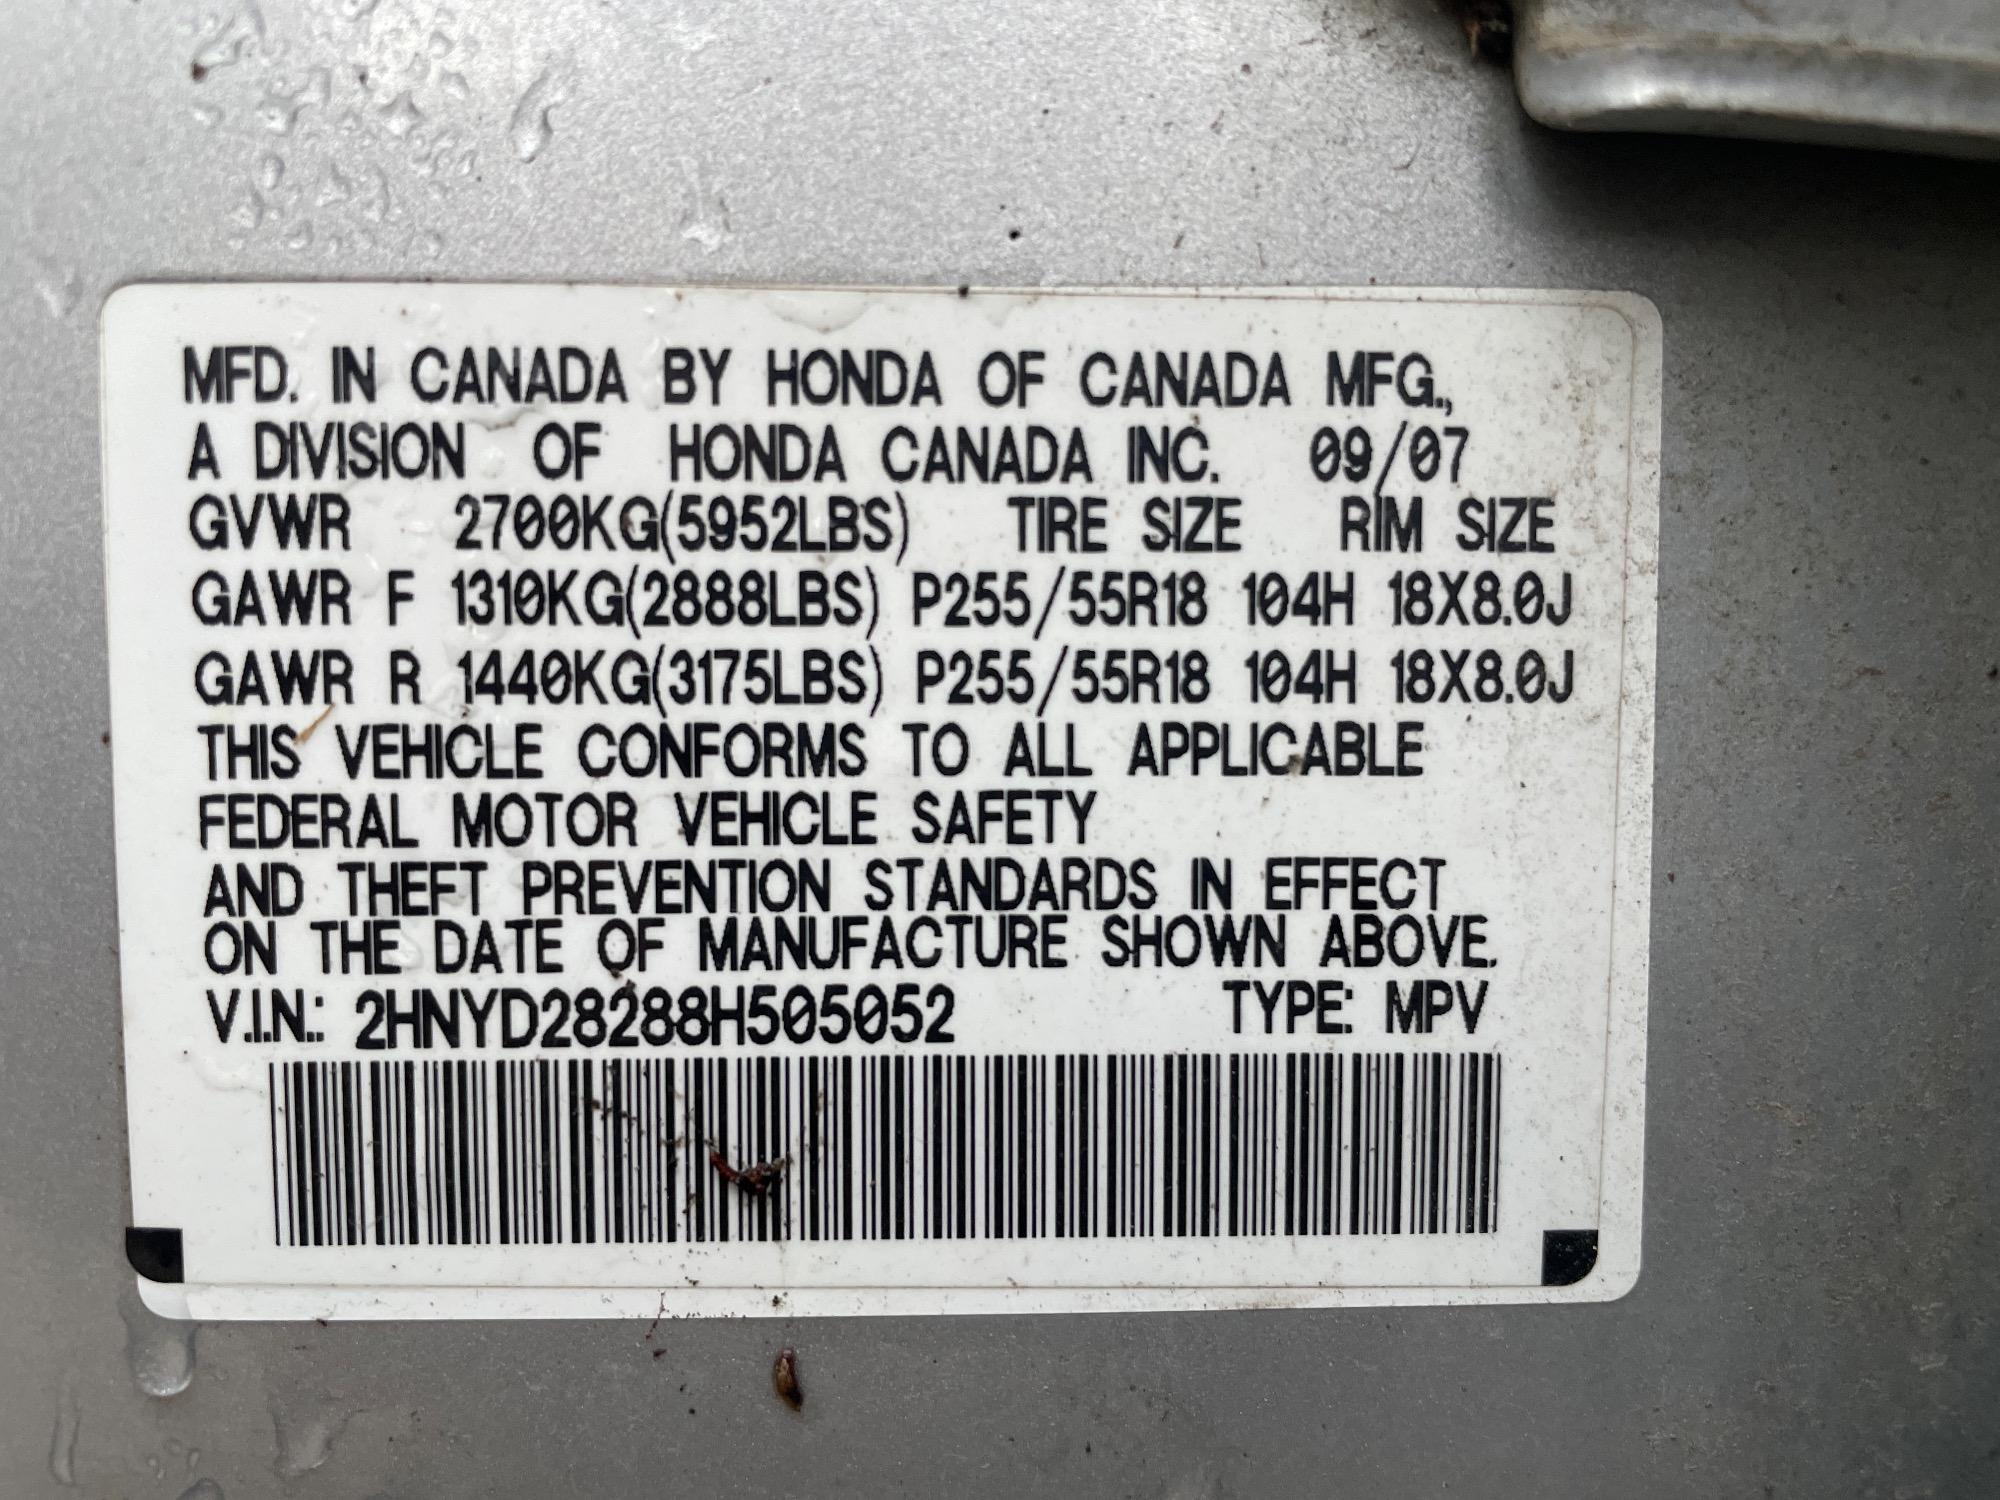 MFD. IN CANADA BY HONDA OF CANADA MFG.,
A DIVISION OF HONDA CANADA INC. 09/07
GVWR 2700KG(5952LBS) TIRE SIZE RIM SIZE
GAWR F 1310KG(2888LBS) P255/55R18 104H 18X8.0J
GAWR R 1440KG(3175LBS) P255/55R18 104H 18X8.0J
THIS VEHICLE CONFORMS TO ALL APPLICABLE
FEDERAL MOTOR VEHICLE SAFETY
AND THEFT PREVENTION STANDARDS IN EFFECT
ON THE DATE OF MANUFACTURE SHOWN ABOVE.
V.I.N.: 2HNYD28288H505052 TYPE: MPV